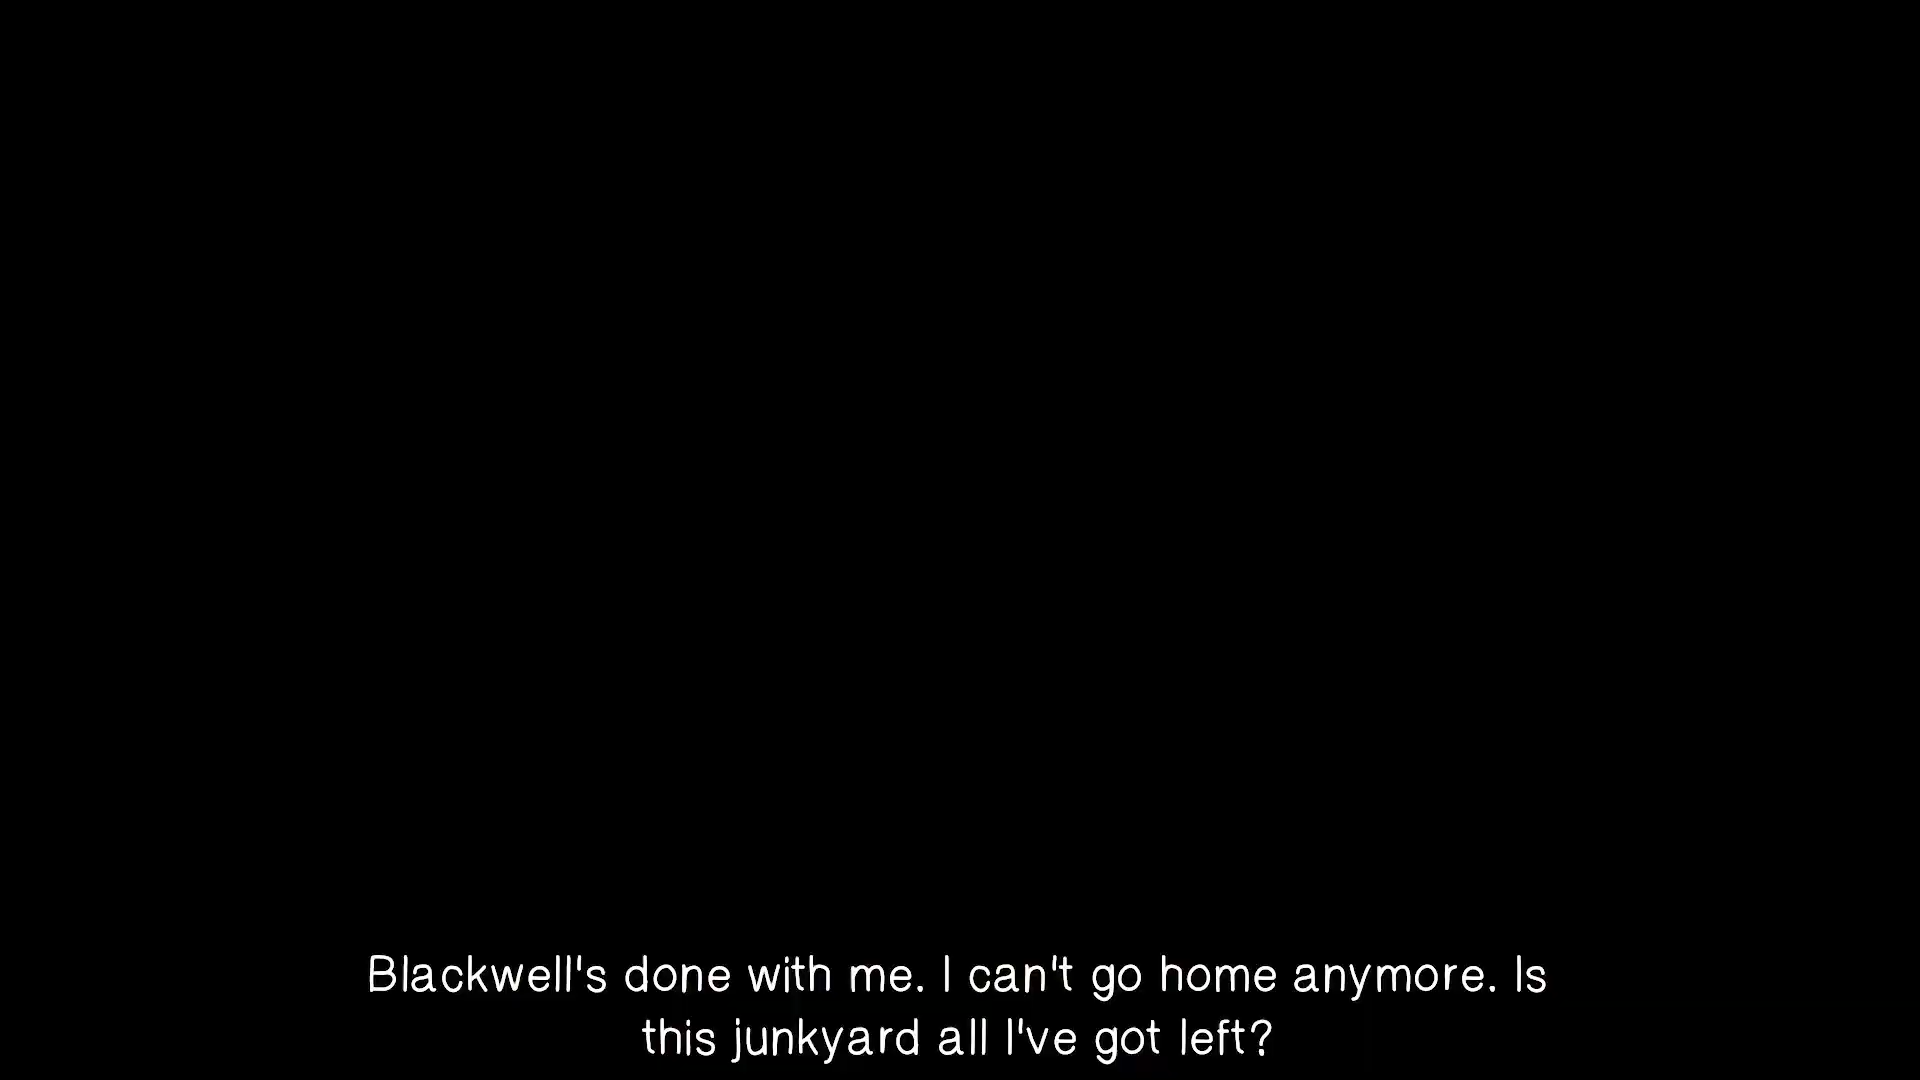 Blackwell's done with me. I can't go home anymore. Is
this junkyard all I've got left?